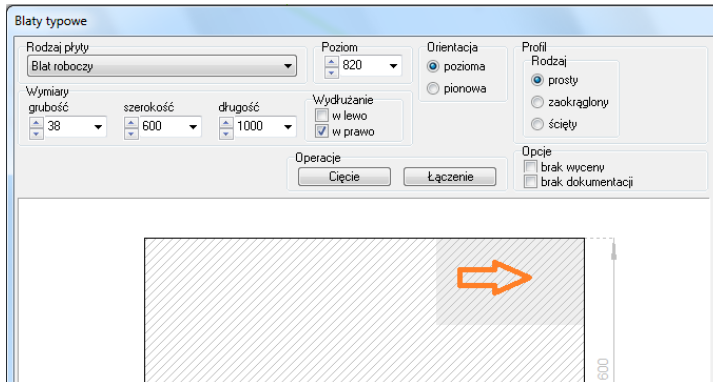 Blaty typowe
Rodzaj płyty
Blat roboczy
Poziom
820
Orientacja
pozioma
pionowa
Profil
Rodzaj
prosty
zaokrąglony
ścięty
Wymiary
grubość szerokość długość
38 600 1000
Wydłużanie
w lewo
w prawo
Operacje
Cięcie Łączenie
Opcje
brak wyceny
brak dokumentacji
600